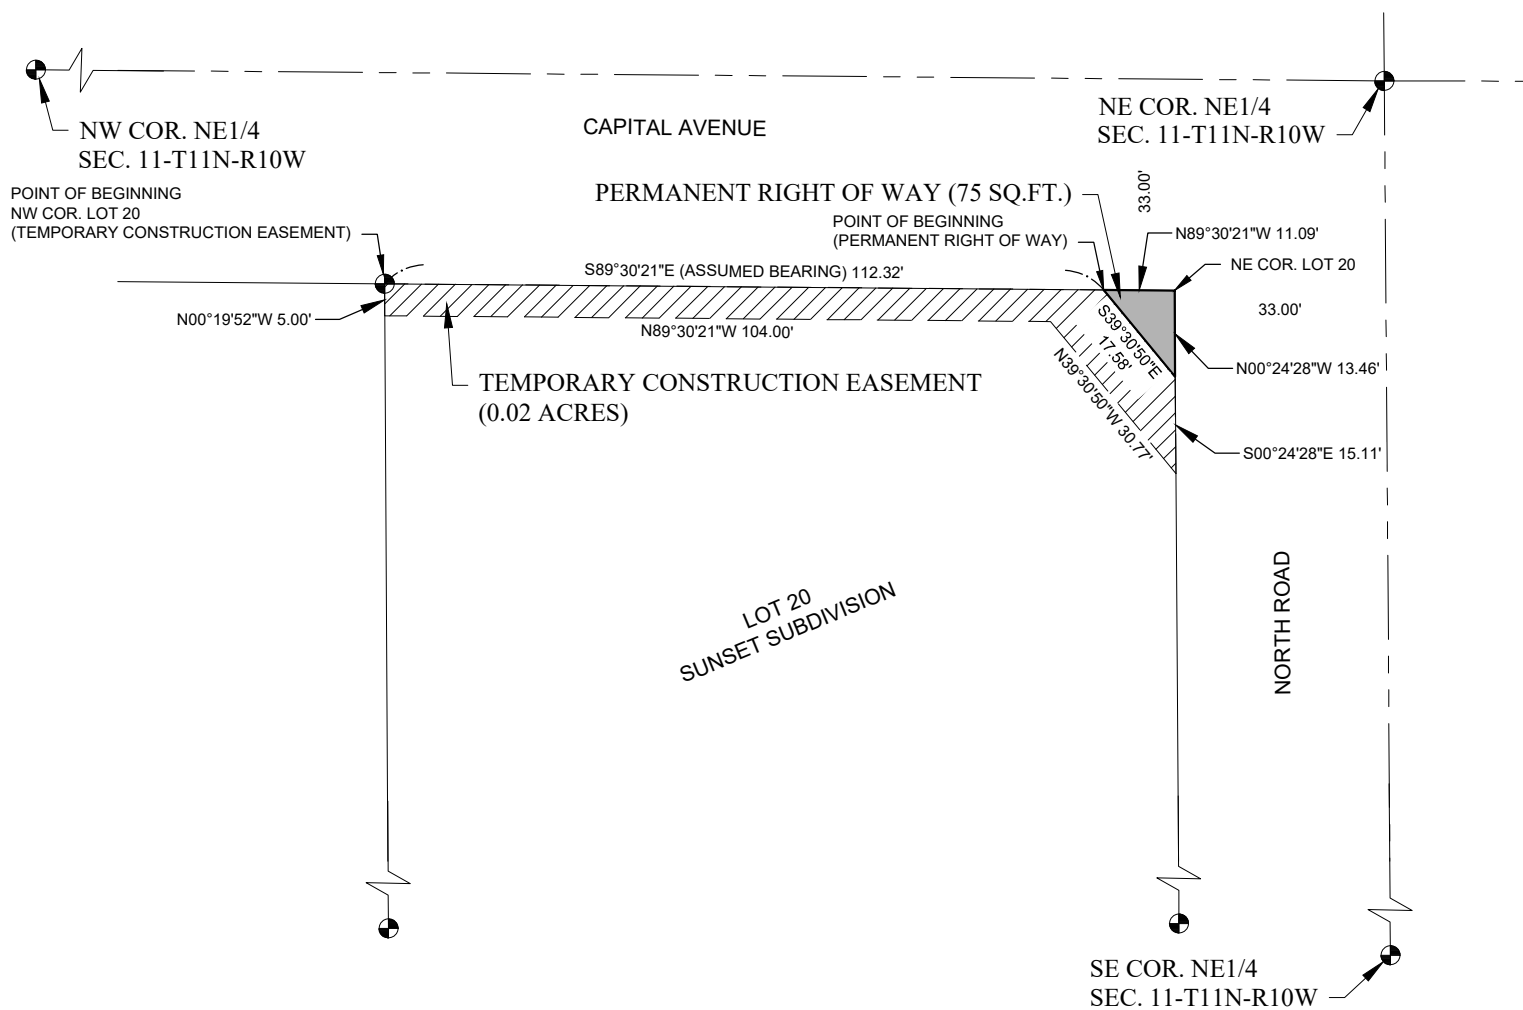 NW COR. NE1/4
SEC. 11-T11N-R10W
CAPITAL AVENUE
NE COR. NE1/4
SEC. 11-T11N-R10W
POINT OF BEGINNING
NW COR. LOT 20
(TEMPORARY CONSTRUCTION EASEMENT)
PERMANENT RIGHT OF WAY (75 SQ.FT.)
33.00'
POINT OF BEGINNING
(PERMANENT RIGHT OF WAY)
N89°30'21"W 11.09'
NE COR. LOT 20
S89°30'21"E (ASSUMED BEARING) 112.32'
N00°19'52"W 5.00'
N89°30'21"W 104.00'
33.00'
S39°30'50"E
17.58'
N39°30'50"W 30.77'
N00°24'28"W 13.46'
TEMPORARY CONSTRUCTION EASEMENT
(0.02 ACRES)
S00°24'28"E 15.11'
LOT 20
SUNSET SUBDIVISION
NORTH ROAD
SE COR. NE1/4
SEC. 11-T11N-R10W